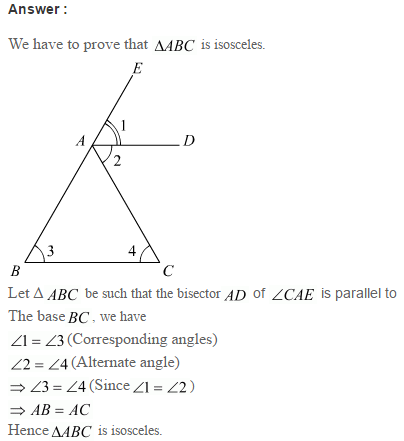 Answer :
We have to prove that ΔABC is isosceles.
E
1
A
D
2
3
4
B
C
Let Δ ABC be such that the bisector AD of ∠CAE is parallel to
The base BC , we have
∠1 = ∠3 (Corresponding angles)
∠2 = ∠4 (Alternate angle)
⇒ ∠3 = ∠4 (Since ∠1 = ∠2 )
⇒ AB = AC
Hence ΔABC is isosceles.